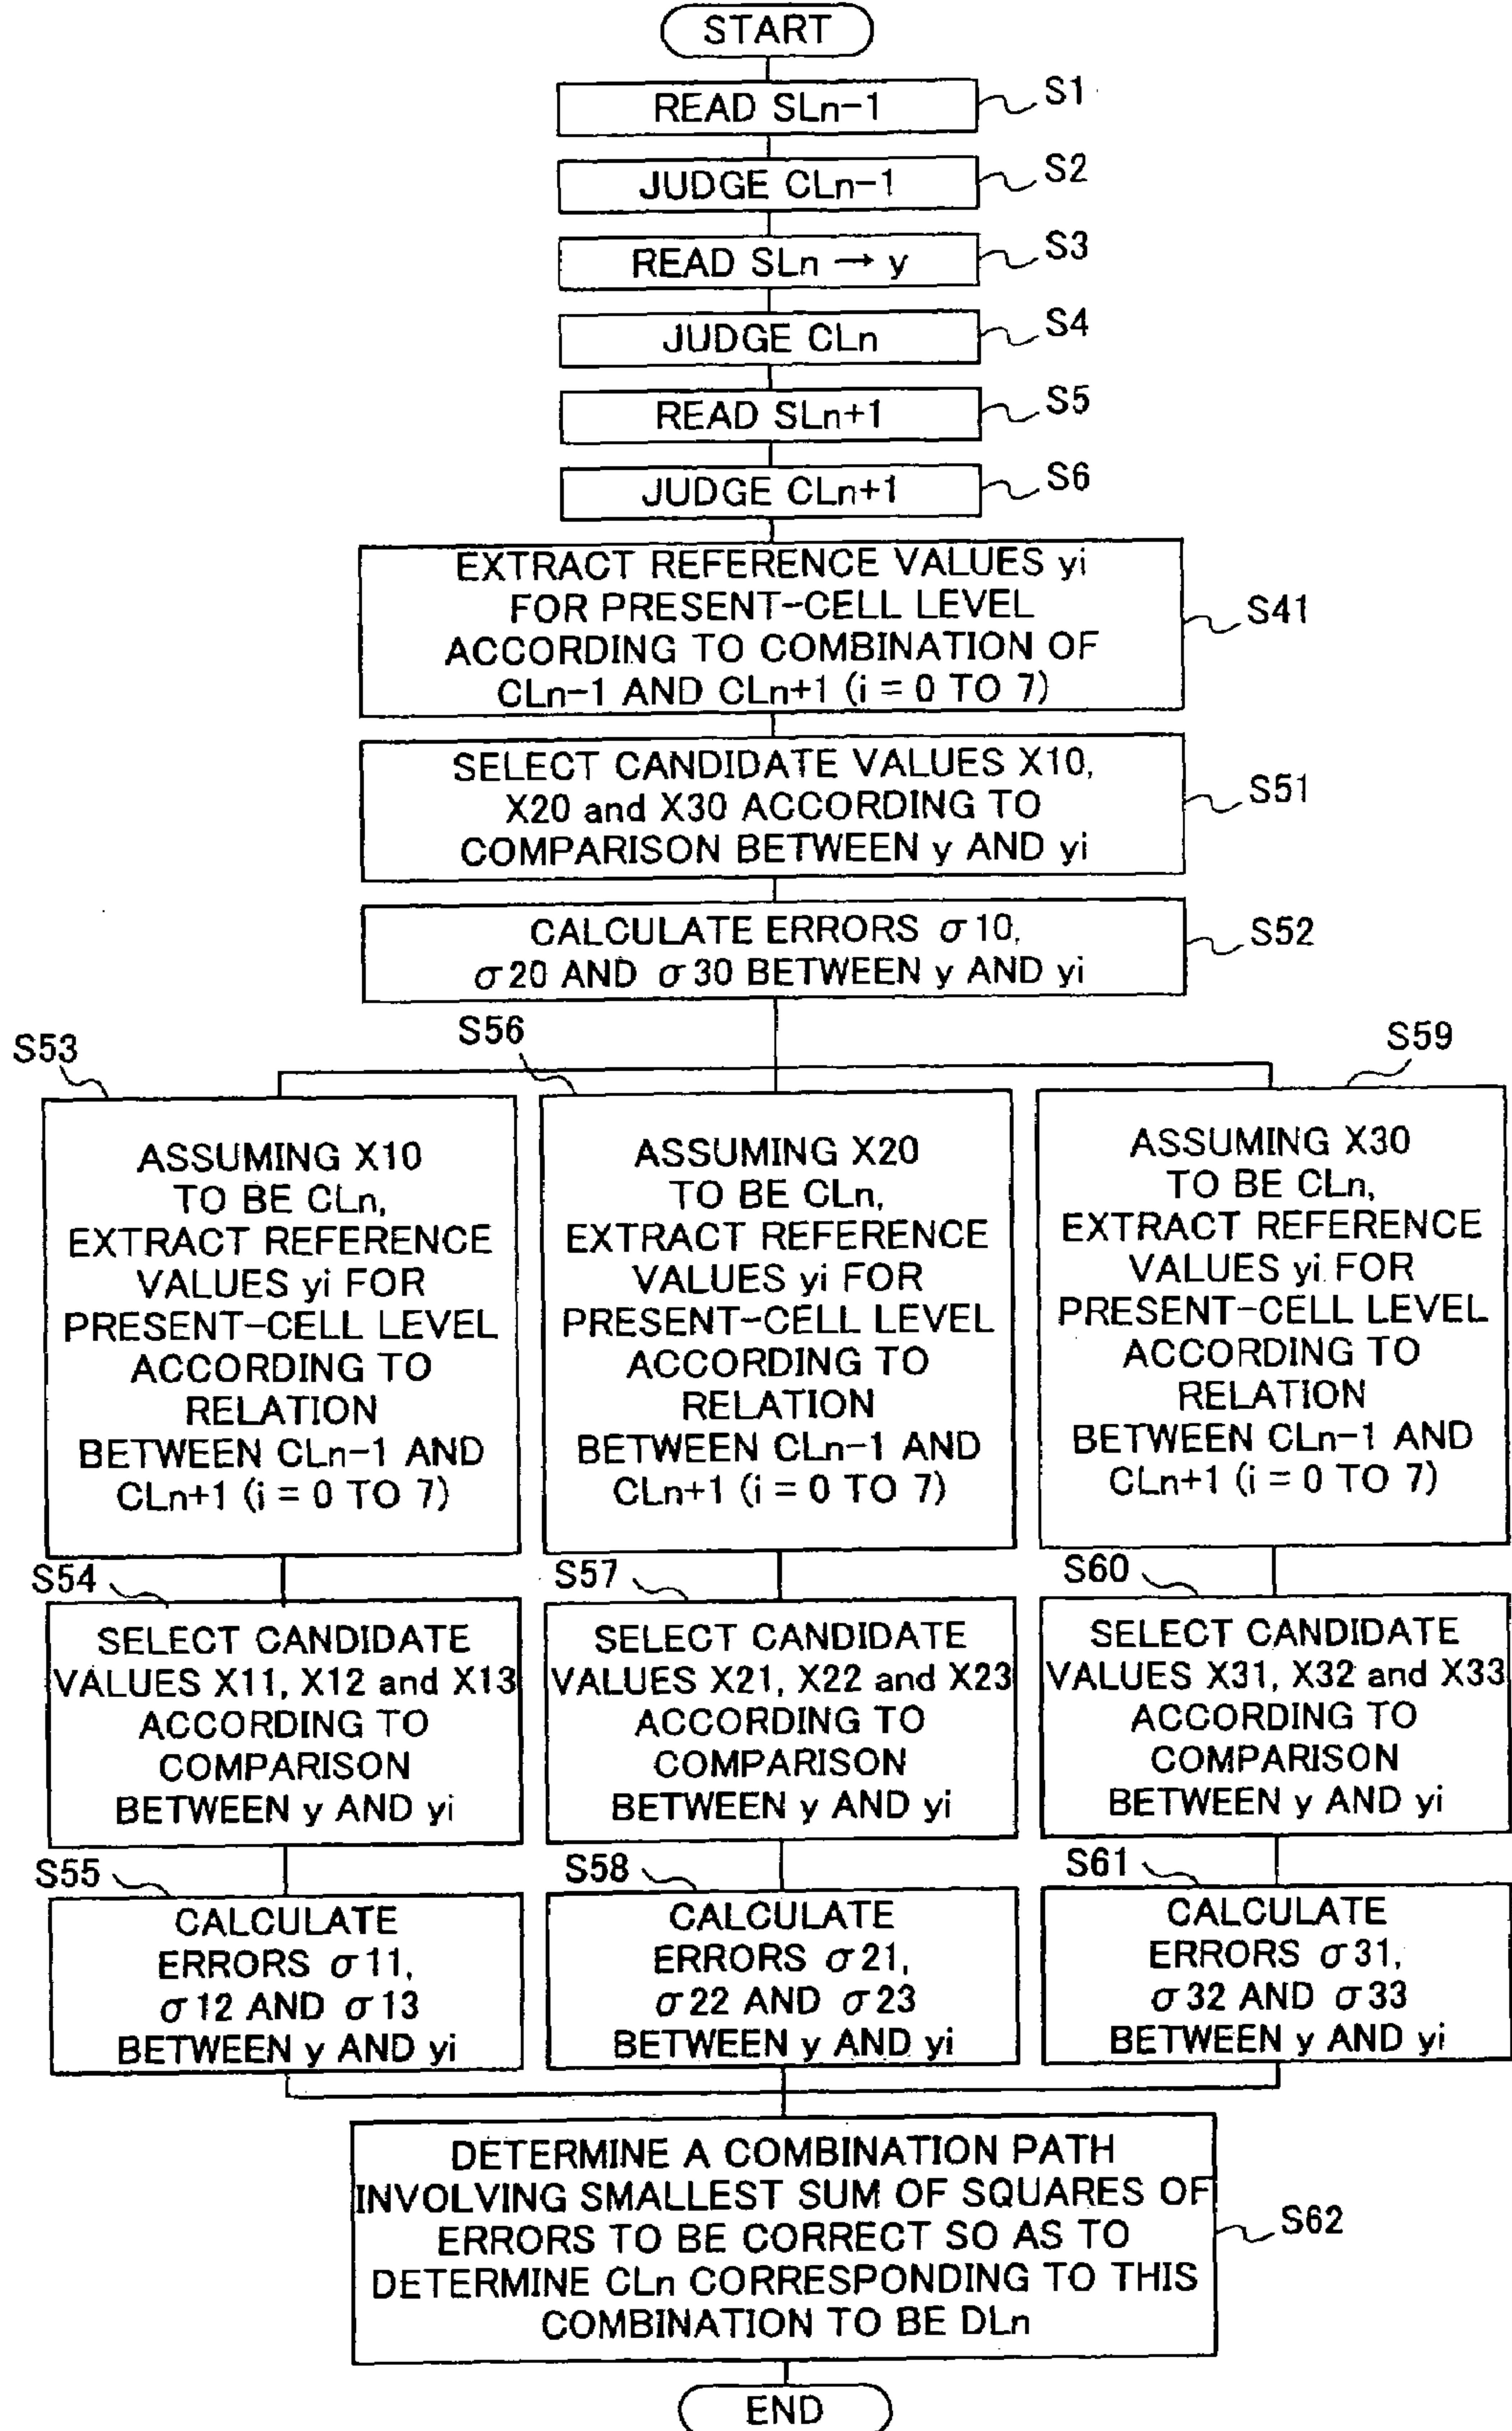 START
READ SLn-1
S1
JUDGE CLn-1
S2
READ SLn → y
S3
JUDGE CLn
S4
READ SLn+1
S5
JUDGE CLn+1
S6
EXTRACT REFERENCE VALUES yi
FOR PRESENT-CELL LEVEL
ACCORDING TO COMBINATION OF
CLn-1 AND CLn+1 (i = 0 TO 7)
S41
SELECT CANDIDATE VALUES X10,
X20 and X30 ACCORDING TO
COMPARISON BETWEEN y AND yi
S51
CALCULATE ERRORS σ10,
σ20 AND σ30 BETWEEN y AND yi
S52
S53
ASSUMING X10
TO BE CLn,
EXTRACT REFERENCE
VALUES yi FOR
PRESENT-CELL LEVEL
ACCORDING TO
RELATION
BETWEEN CLn-1 AND
CLn+1 (i = 0 TO 7)
S54
SELECT CANDIDATE
VALUES X11, X12 and X13
ACCORDING TO
COMPARISON
BETWEEN y AND yi
S55
CALCULATE
ERRORS σ11,
σ12 AND σ13
BETWEEN y AND yi
S56
ASSUMING X20
TO BE CLn,
EXTRACT REFERENCE
VALUES yi FOR
PRESENT-CELL LEVEL
ACCORDING TO
RELATION
BETWEEN CLn-1 AND
CLn+1 (i = 0 TO 7)
S57
SELECT CANDIDATE
VALUES X21, X22 and X23
ACCORDING TO
COMPARISON
BETWEEN y AND yi
S58
CALCULATE
ERRORS σ21,
σ22 AND σ23
BETWEEN y AND yi
S59
ASSUMING X30
TO BE CLn,
EXTRACT REFERENCE
VALUES yi FOR
PRESENT-CELL LEVEL
ACCORDING TO
RELATION
BETWEEN CLn-1 AND
CLn+1 (i = 0 TO 7)
S60
SELECT CANDIDATE
VALUES X31, X32 and X33
ACCORDING TO
COMPARISON
BETWEEN y AND yi
S61
CALCULATE
ERRORS σ31,
σ32 AND σ33
BETWEEN y AND yi
DETERMINE A COMBINATION PATH
INVOLVING SMALLEST SUM OF SQUARES OF
ERRORS TO BE CORRECT SO AS TO
DETERMINE CLn CORRESPONDING TO THIS
COMBINATION TO BE DLn
S62
END